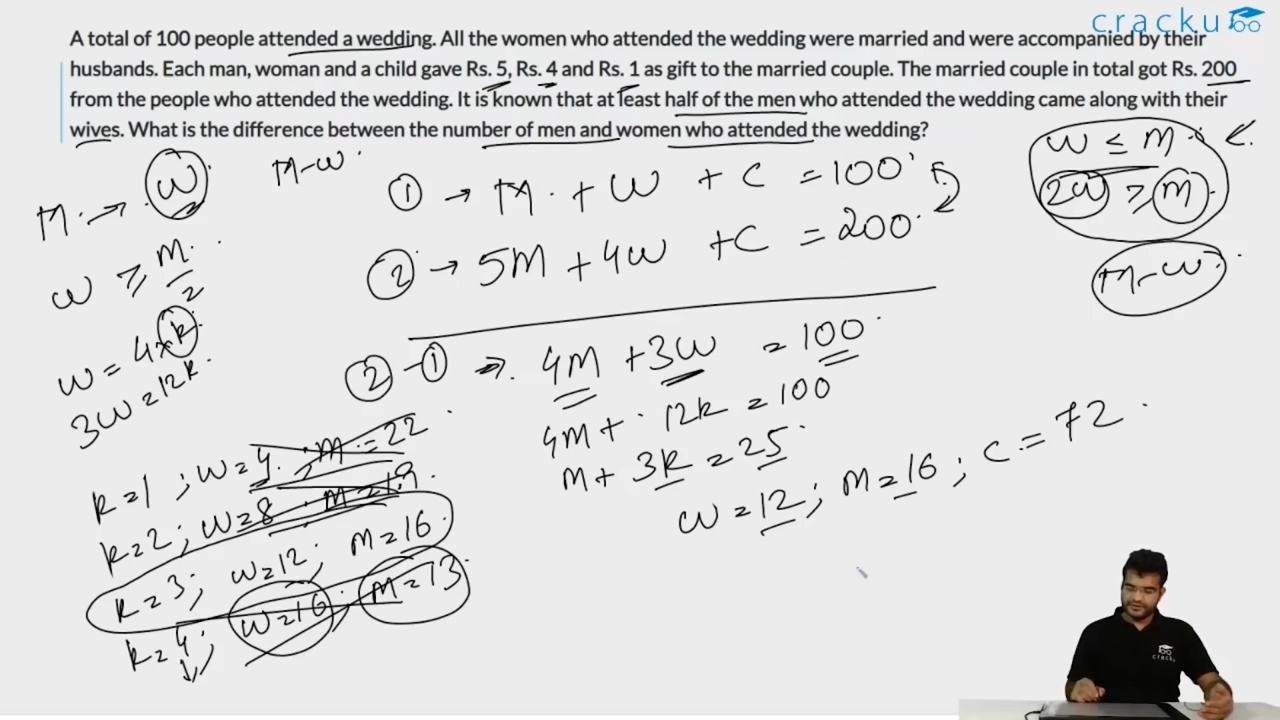 cracku
A total of 100 people attended a wedding. All the women who attended the wedding were married and were accompanied by their
husbands. Each man, woman and a child gave Rs. 5, Rs. 4 and Rs. 1 as gift to the married couple. The married couple in total got Rs. 200
from the people who attended the wedding. It is known that at least half of the men who attended the wedding came along with their
wives. What is the difference between the number of men and women who attended the wedding?
M → W
M-W
① → M + W + C = 100
W ≤ M
2W ≥ M
② → 5M + 4W + C = 200
M-W
W ≥ M/2
② - ① → 4M + 3W = 100
W = 4×k
3W = 12k
4M + 12k = 100
M + 3k = 25
W = 12; M = 16; C = 72
k=1; W=4; M=22
k=2; W=8; M=19
k=3; W=12; M=16
k=4; W=16; M=13
cracku